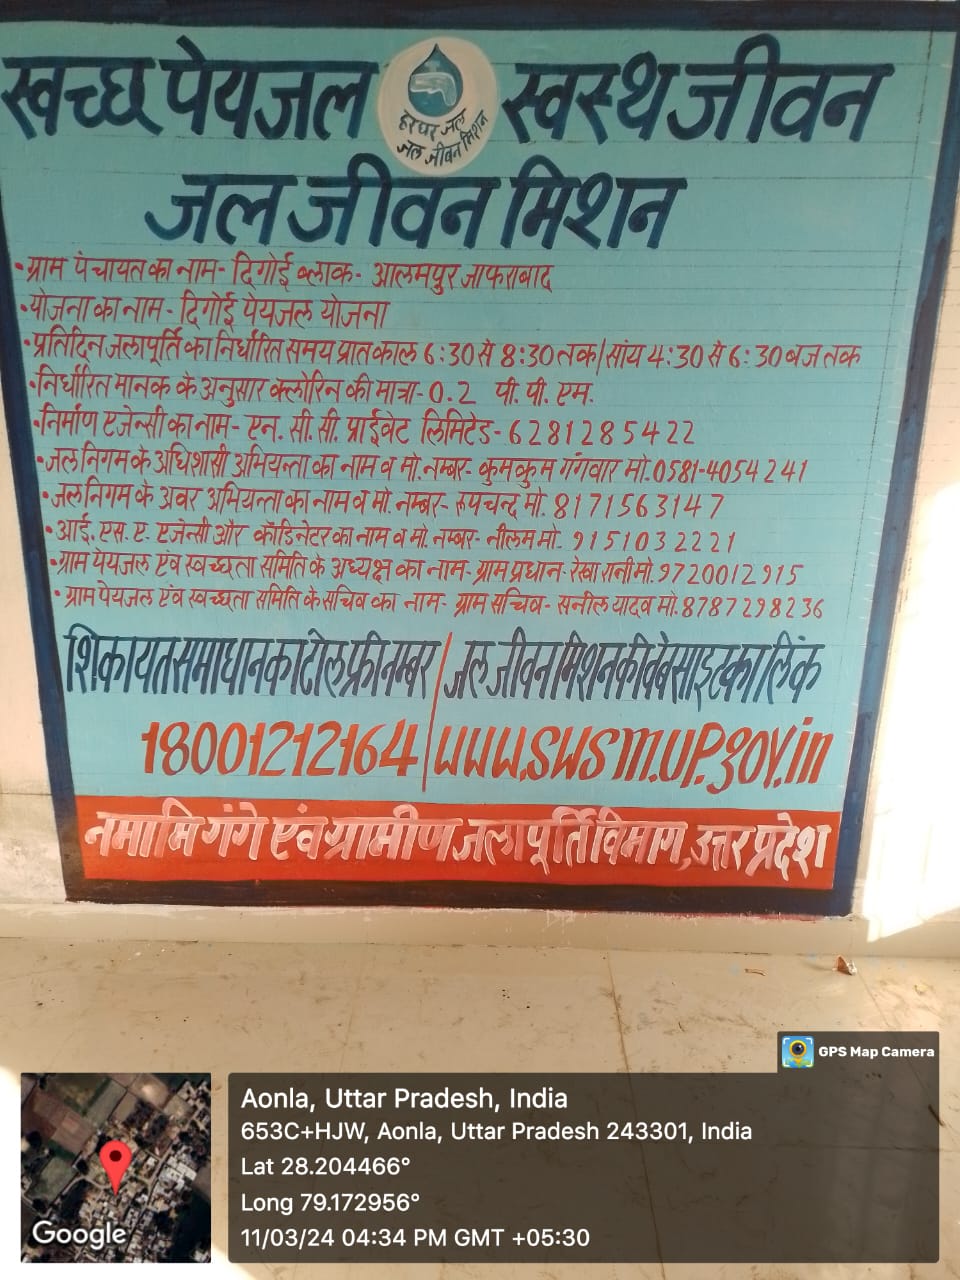 स्वच्छ पेयजल स्वस्थ जीवन
हर घर जल
जल जीवन मिशन
जल जीवन मिशन
• ग्राम पंचायत का नाम - दिगोई ब्लाक - आलमपुर जाफराबाद
• योजना का नाम - दिगोई पेयजल योजना
• प्रतिदिन जलापूर्ति का निर्धारित समय प्रात काल 6:30 से 8:30 तक/सांय 4:30 से 6:30 बज तक
• निर्धारित मानक के अनुसार क्लोरिन की मात्रा - 0.2 पी. पी. एम.
• निर्माण एजेन्सी का नाम - एन. सी. सी. प्राईवेट लिमिटेड - 6281285422
• जल निगम के अधिशासी अभियन्ता का नाम व मो. नम्बर - कुमकुम गंगवार मो. 0581-4054241
• जल निगम के अवर अभियन्ता का नाम व मो. नम्बर - रूपचन्द्र मो. 8171563147
• आई. एस. ए. एजेन्सी और कॉडिनेटर का नाम व मो. नम्बर - नीलम मो. 9151032221
• ग्राम पेयजल एंव स्वच्छता समिति के अध्यक्ष का नाम - ग्राम प्रधान - रेखा रानी मो. 9720012915
• ग्राम पेयजल एंव स्वच्छता समिति के सचिव का नाम - ग्राम सचिव - सनील यादव मो. 8787298236
शिकायत समाधान का टोल फ्री नम्बर / जल जीवन मिशन की वेबसाइट का लिंक
18001212164 / www.swsm.up.gov.in
नमामि गंगे एंव ग्रामीण जलापूर्ति विभाग, उत्तर प्रदेश
GPS Map Camera
Google
Aonla, Uttar Pradesh, India
653C+HJW, Aonla, Uttar Pradesh 243301, India
Lat 28.204466°
Long 79.172956°
11/03/24 04:34 PM GMT +05:30